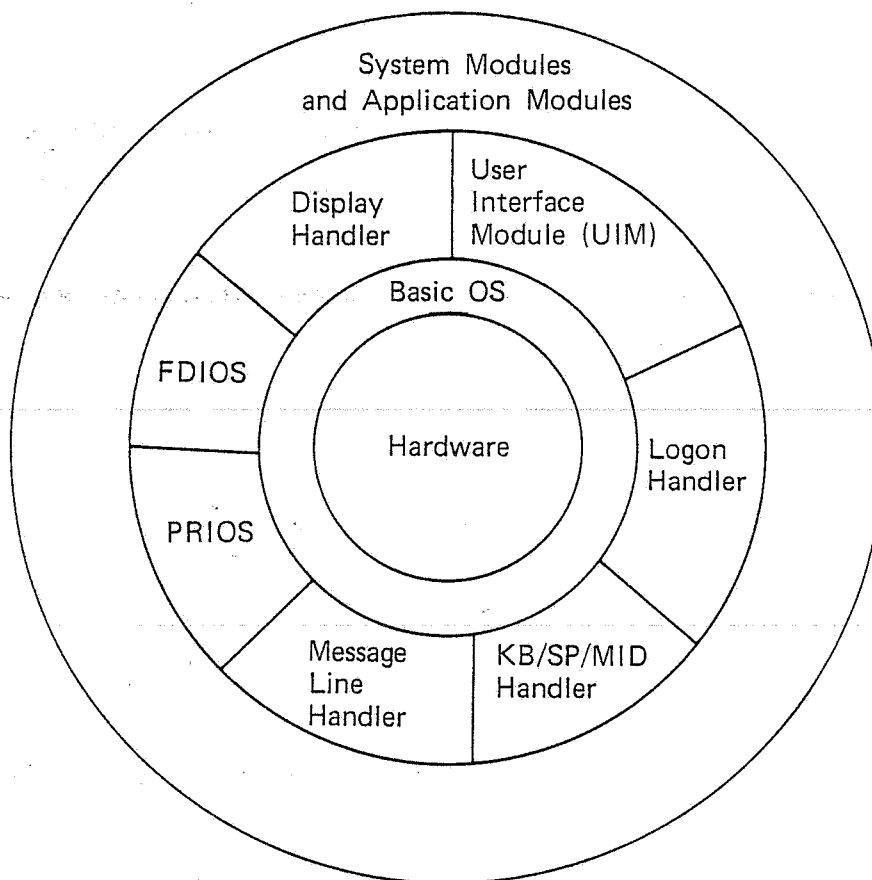 System Modules
and Application Modules
User
Interface
Module (UIM)
Display
Handler
Basic OS
FDIOS
Hardware
Logon
Handler
PRIOS
Message
Line
Handler
KB/SP/MID
Handler